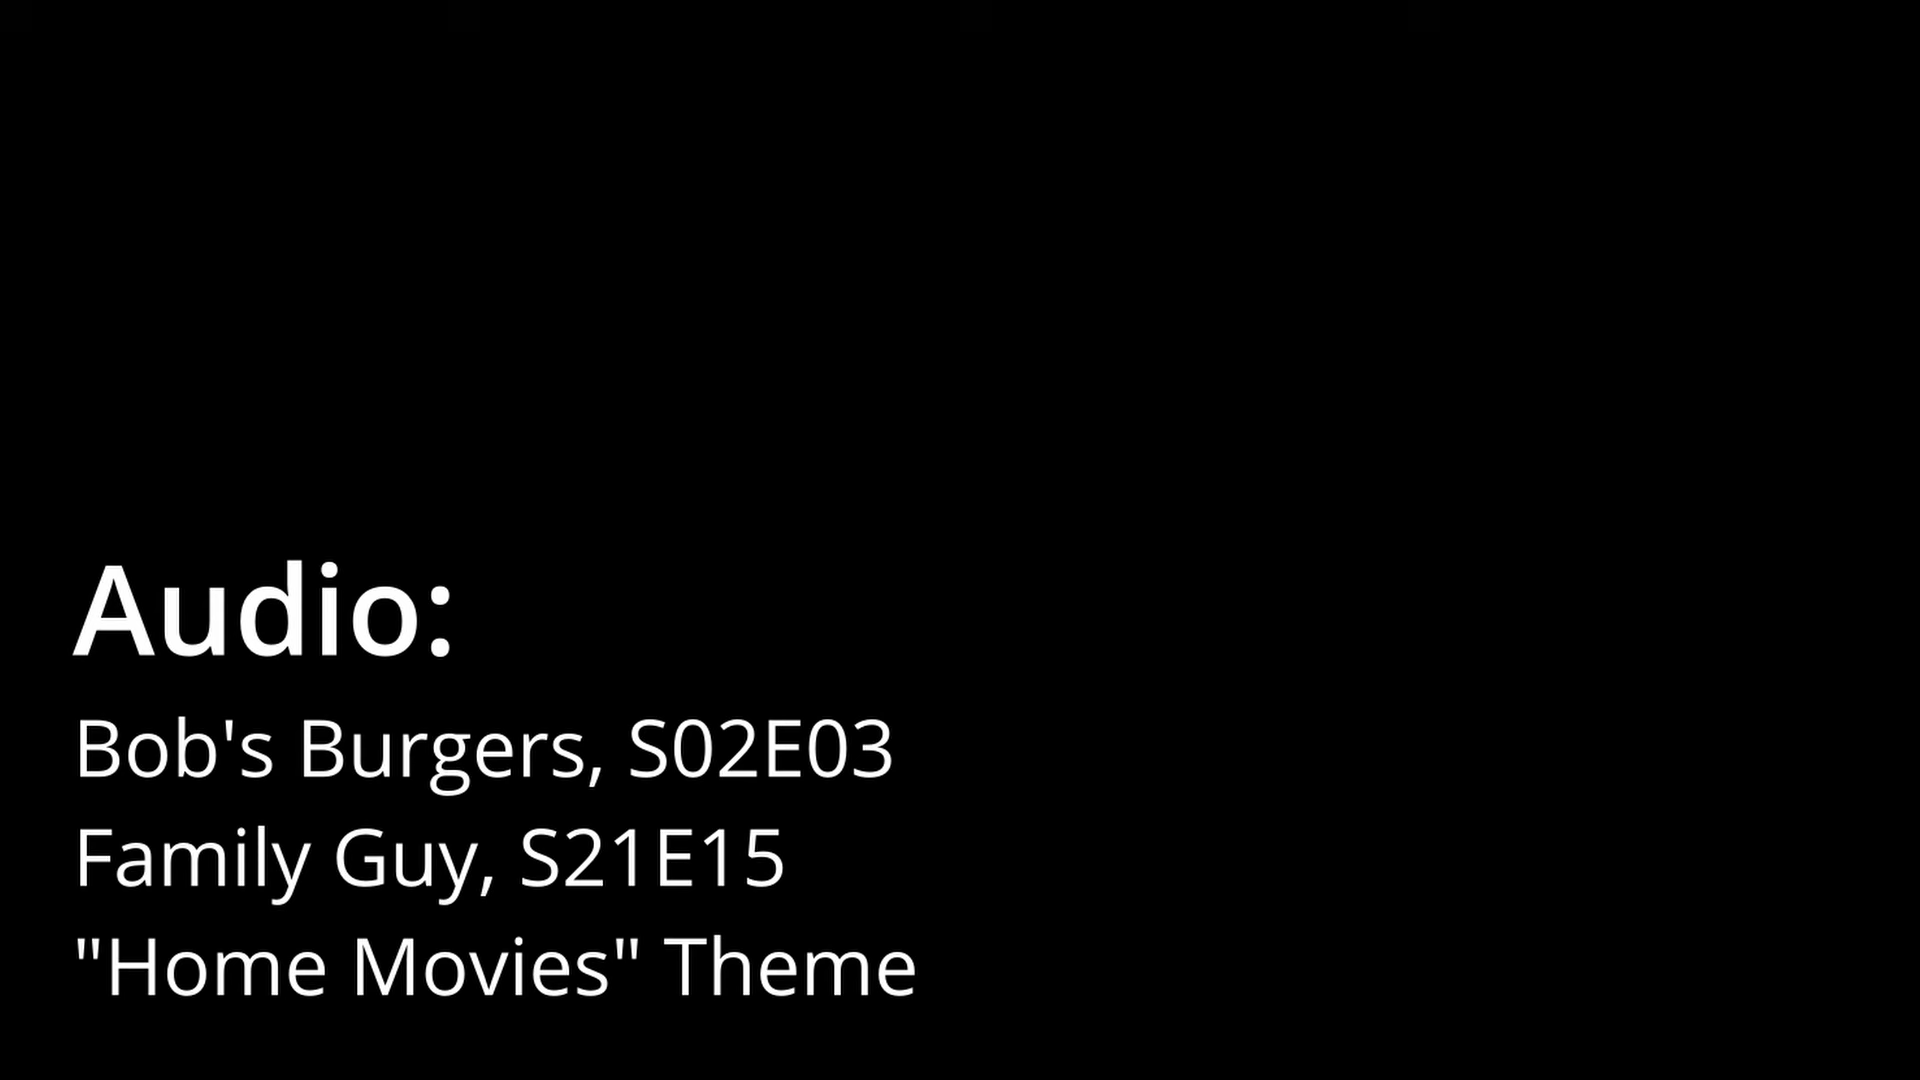 Audio:
Bob's Burgers, S02E03
Family Guy, S21E15
"Home Movies" Theme